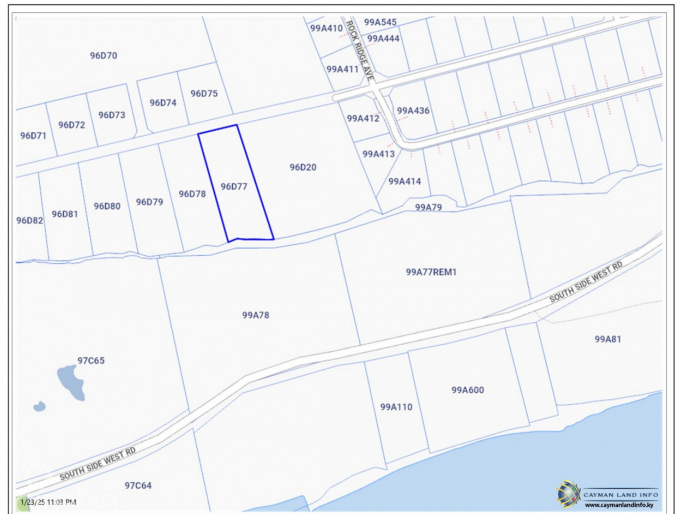 99A545
99A410
99A444
ROCK RIDGE AVE
96D70
99A411
96D75
96D74
96D73
99A436
99A412
96D72
96D71
99A413
96D20
99A414
96D77
96D78
96D79
96D80
96D81
96D82
99A79
99A77REM1
SOUTH SIDE WEST RD
99A78
99A81
97C65
99A600
99A110
SOUTH SIDE WEST RD
97C64
1/23/25 11:03 PM
CAYMAN LAND INFO
www.caymanlandinfo.ky